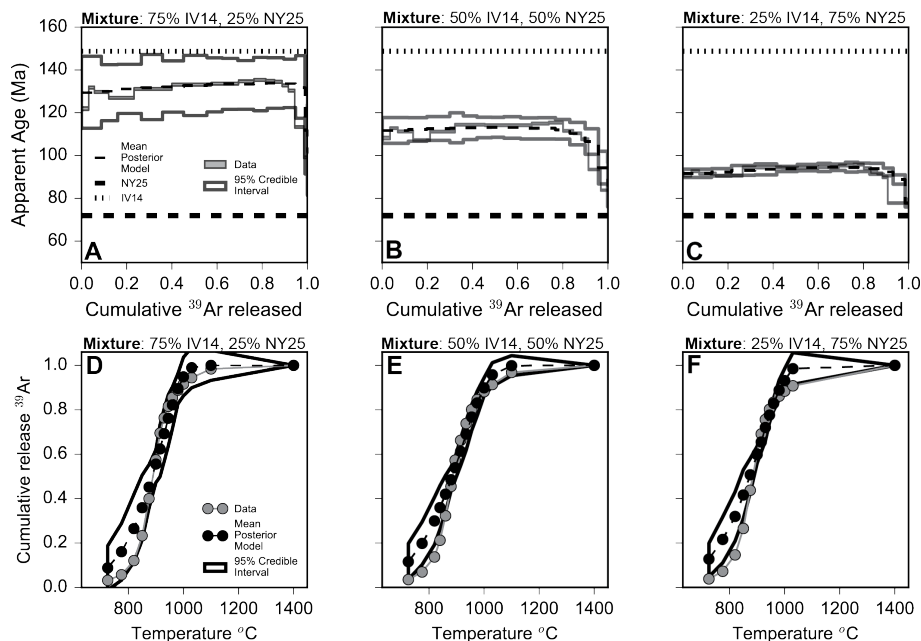 Mixture: 75% IV14, 25% NY25
Mixture: 50% IV14, 50% NY25
Mixture: 25% IV14, 75% NY25
Apparent Age (Ma)
160
140
120
100
80
60
Mean
Posterior
Model
NY25
IV14
Data
95% Credible
Interval
A
B
C
0.0 0.2 0.4 0.6 0.8 1.0
0.0 0.2 0.4 0.6 0.8 1.0
0.0 0.2 0.4 0.6 0.8 1.0
Cumulative ³⁹Ar released
Cumulative ³⁹Ar released
Cumulative ³⁹Ar released
Mixture: 75% IV14, 25% NY25
Mixture: 50% IV14, 50% NY25
Mixture: 25% IV14, 75% NY25
D
E
F
Cumulative release ³⁹Ar
1.0
0.8
0.6
0.4
0.2
0.0
Data
Mean
Posterior
Model
95% Credible
Interval
800 1000 1200 1400
800 1000 1200 1400
800 1000 1200 1400
Temperature °C
Temperature °C
Temperature °C